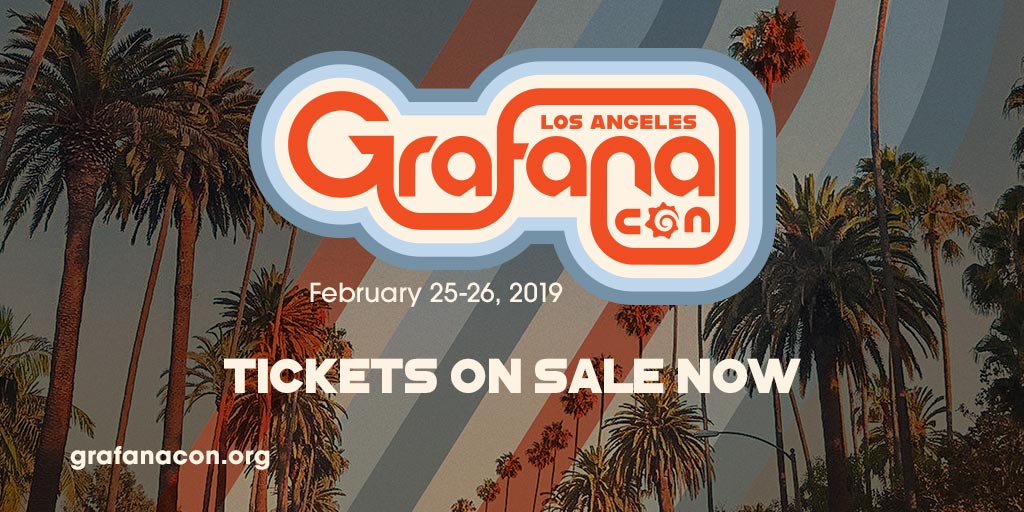 LOS ANGELES
Grafana
con
February 25-26, 2019
TICKETS ON SALE NOW
grafanacon.org